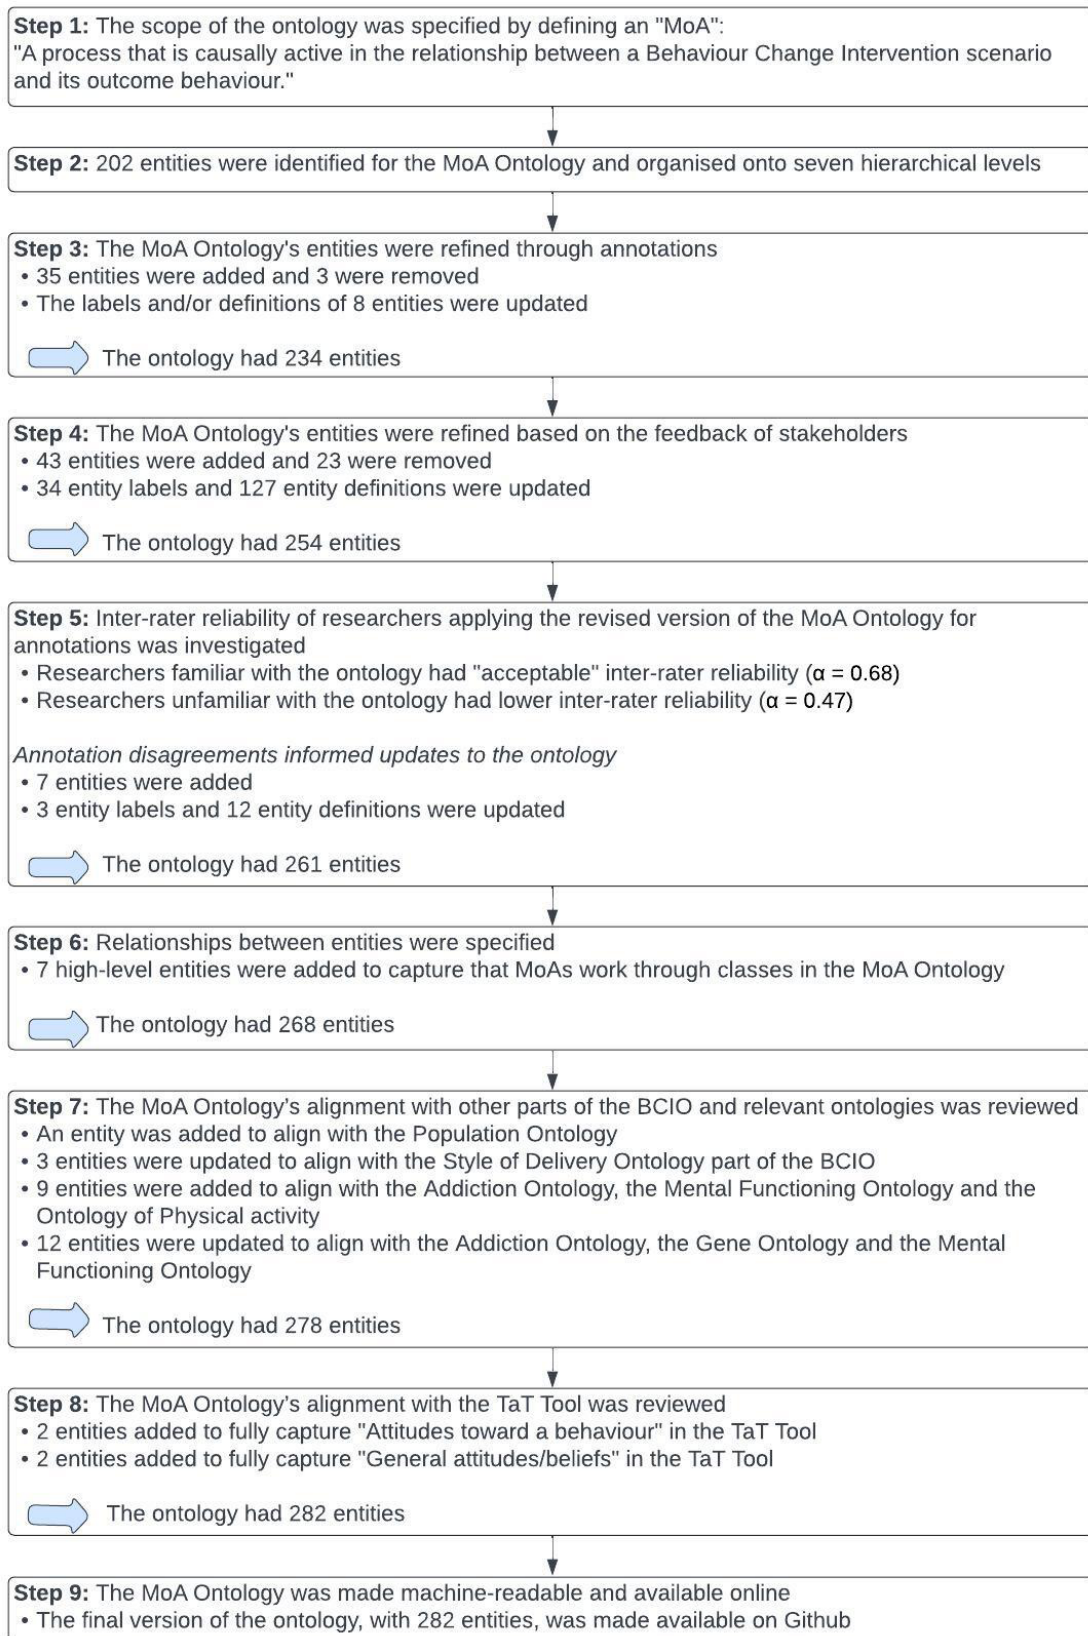 Step 1: The scope of the ontology was specified by defining an "MoA":
"A process that is causally active in the relationship between a Behaviour Change Intervention scenario
and its outcome behaviour."
Step 2: 202 entities were identified for the MoA Ontology and organised onto seven hierarchical levels
Step 3: The MoA Ontology's entities were refined through annotations
• 35 entities were added and 3 were removed
• The labels and/or definitions of 8 entities were updated
The ontology had 234 entities
Step 4: The MoA Ontology's entities were refined based on the feedback of stakeholders
• 43 entities were added and 23 were removed
• 34 entity labels and 127 entity definitions were updated
The ontology had 254 entities
Step 5: Inter-rater reliability of researchers applying the revised version of the MoA Ontology for
annotations was investigated
• Researchers familiar with the ontology had "acceptable" inter-rater reliability (α = 0.68)
• Researchers unfamiliar with the ontology had lower inter-rater reliability (α = 0.47)
Annotation disagreements informed updates to the ontology
• 7 entities were added
• 3 entity labels and 12 entity definitions were updated
The ontology had 261 entities
Step 6: Relationships between entities were specified
• 7 high-level entities were added to capture that MoAs work through classes in the MoA Ontology
The ontology had 268 entities
Step 7: The MoA Ontology’s alignment with other parts of the BCIO and relevant ontologies was reviewed
• An entity was added to align with the Population Ontology
• 3 entities were updated to align with the Style of Delivery Ontology part of the BCIO
• 9 entities were added to align with the Addiction Ontology, the Mental Functioning Ontology and the
Ontology of Physical activity
• 12 entities were updated to align with the Addiction Ontology, the Gene Ontology and the Mental
Functioning Ontology
The ontology had 278 entities
Step 8: The MoA Ontology’s alignment with the TaT Tool was reviewed
• 2 entities added to fully capture "Attitudes toward a behaviour" in the TaT Tool
• 2 entities added to fully capture "General attitudes/beliefs" in the TaT Tool
The ontology had 282 entities
Step 9: The MoA Ontology was made machine-readable and available online
• The final version of the ontology, with 282 entities, was made available on Github